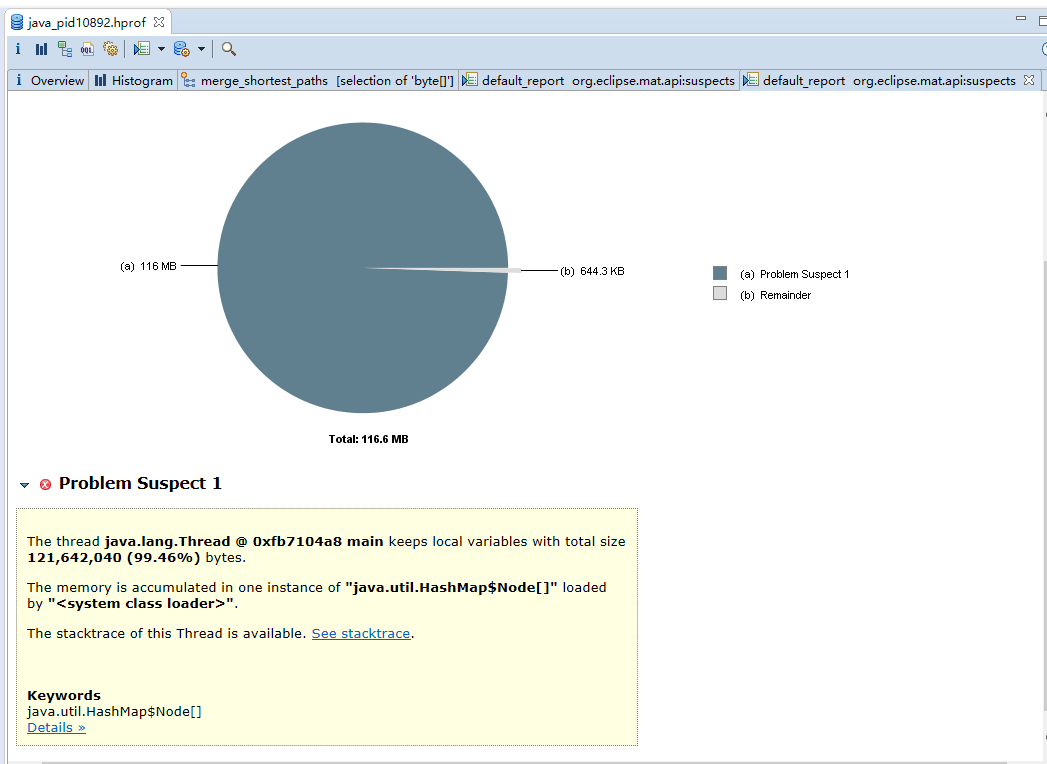 java_pid10892.hprof
i Overview Histogram merge_shortest_paths [selection of 'byte[]'] default_report org.eclipse.mat.api:suspects default_report org.eclipse.mat.api:suspects
(a) 116 MB
(b) 644.3 KB
(a) Problem Suspect 1
(b) Remainder
Total: 116.6 MB
Problem Suspect 1
The thread java.lang.Thread @ 0xfb7104a8 main keeps local variables with total size
121,642,040 (99.46%) bytes.
The memory is accumulated in one instance of "java.util.HashMap$Node[]" loaded
by "<system class loader>".
The stacktrace of this Thread is available. See stacktrace.
Keywords
java.util.HashMap$Node[]
Details »